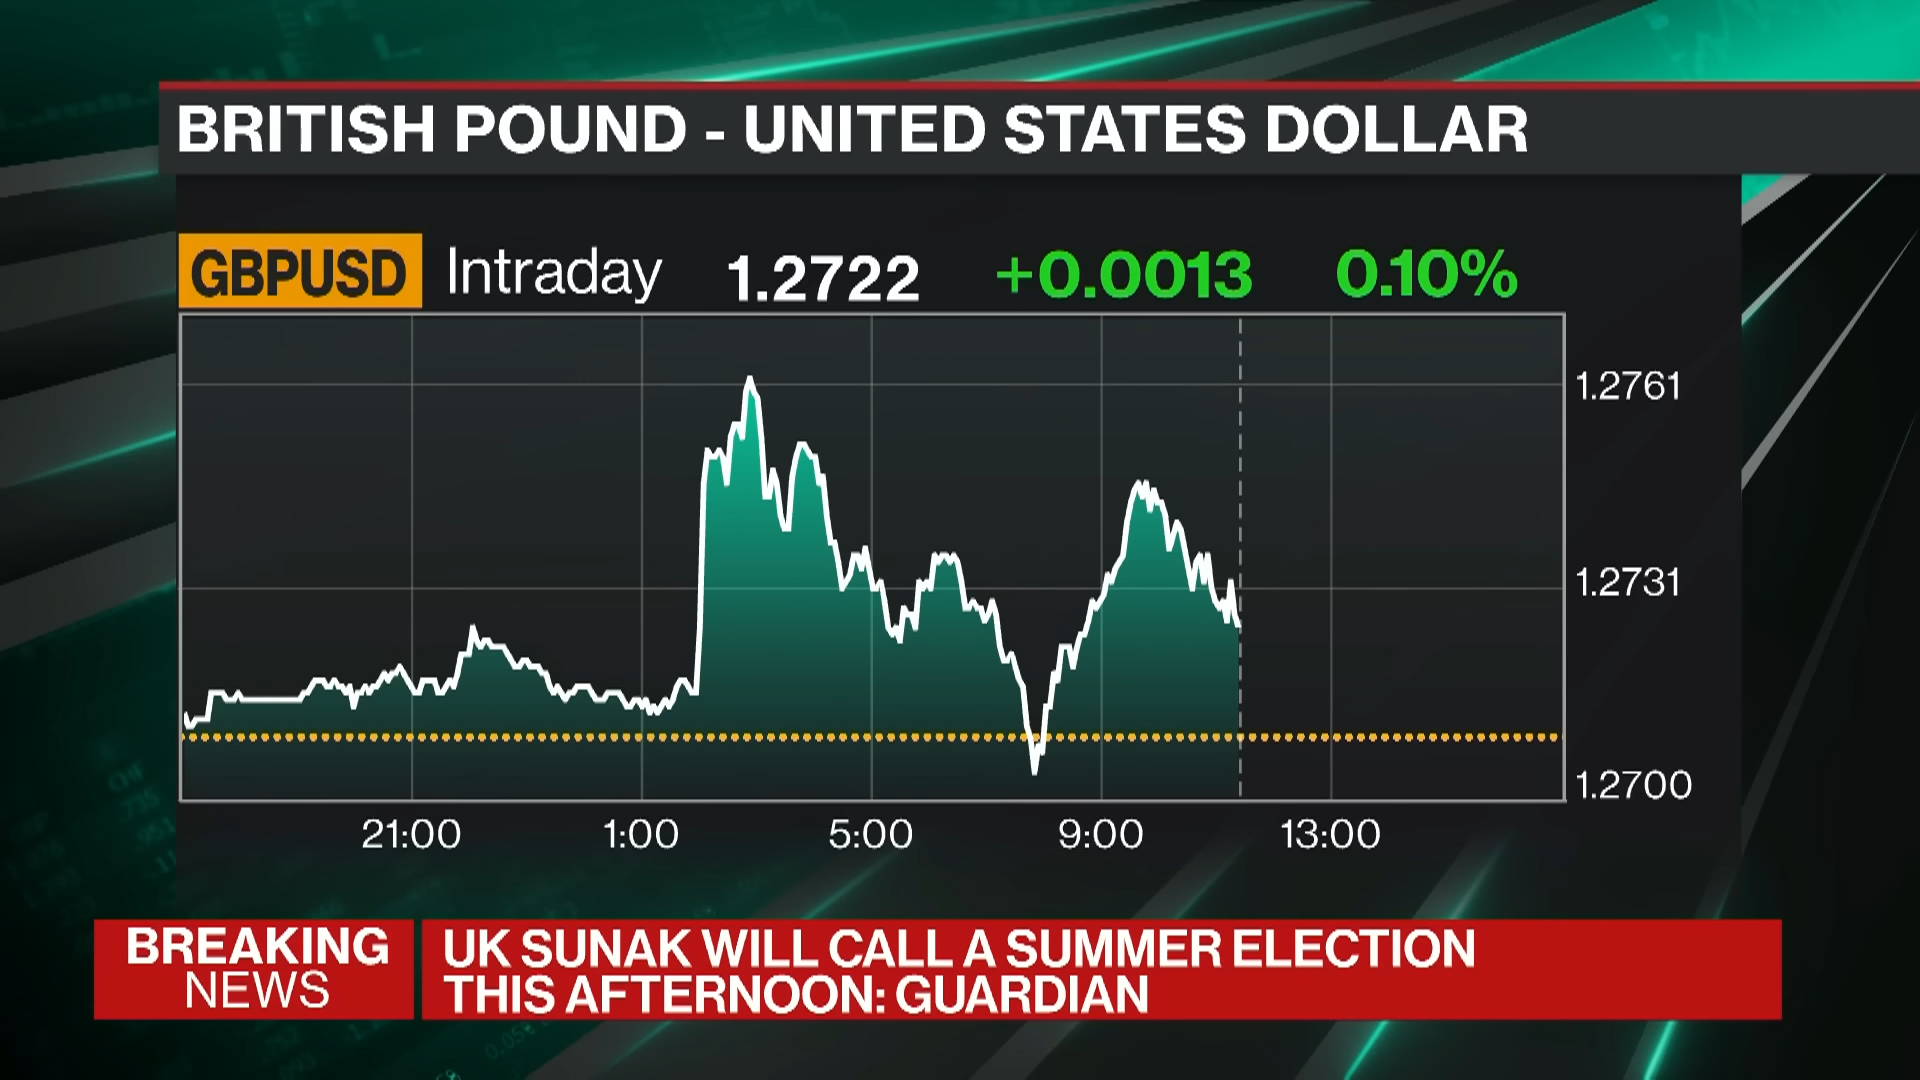 BRITISH POUND - UNITED STATES DOLLAR
GBPUSD Intraday 1.2722 +0.0013 0.10%
1.2761
1.2731
1.2700
21:00 1:00 5:00 9:00 13:00
BREAKING
NEWS
UK SUNAK WILL CALL A SUMMER ELECTION
THIS AFTERNOON: GUARDIAN